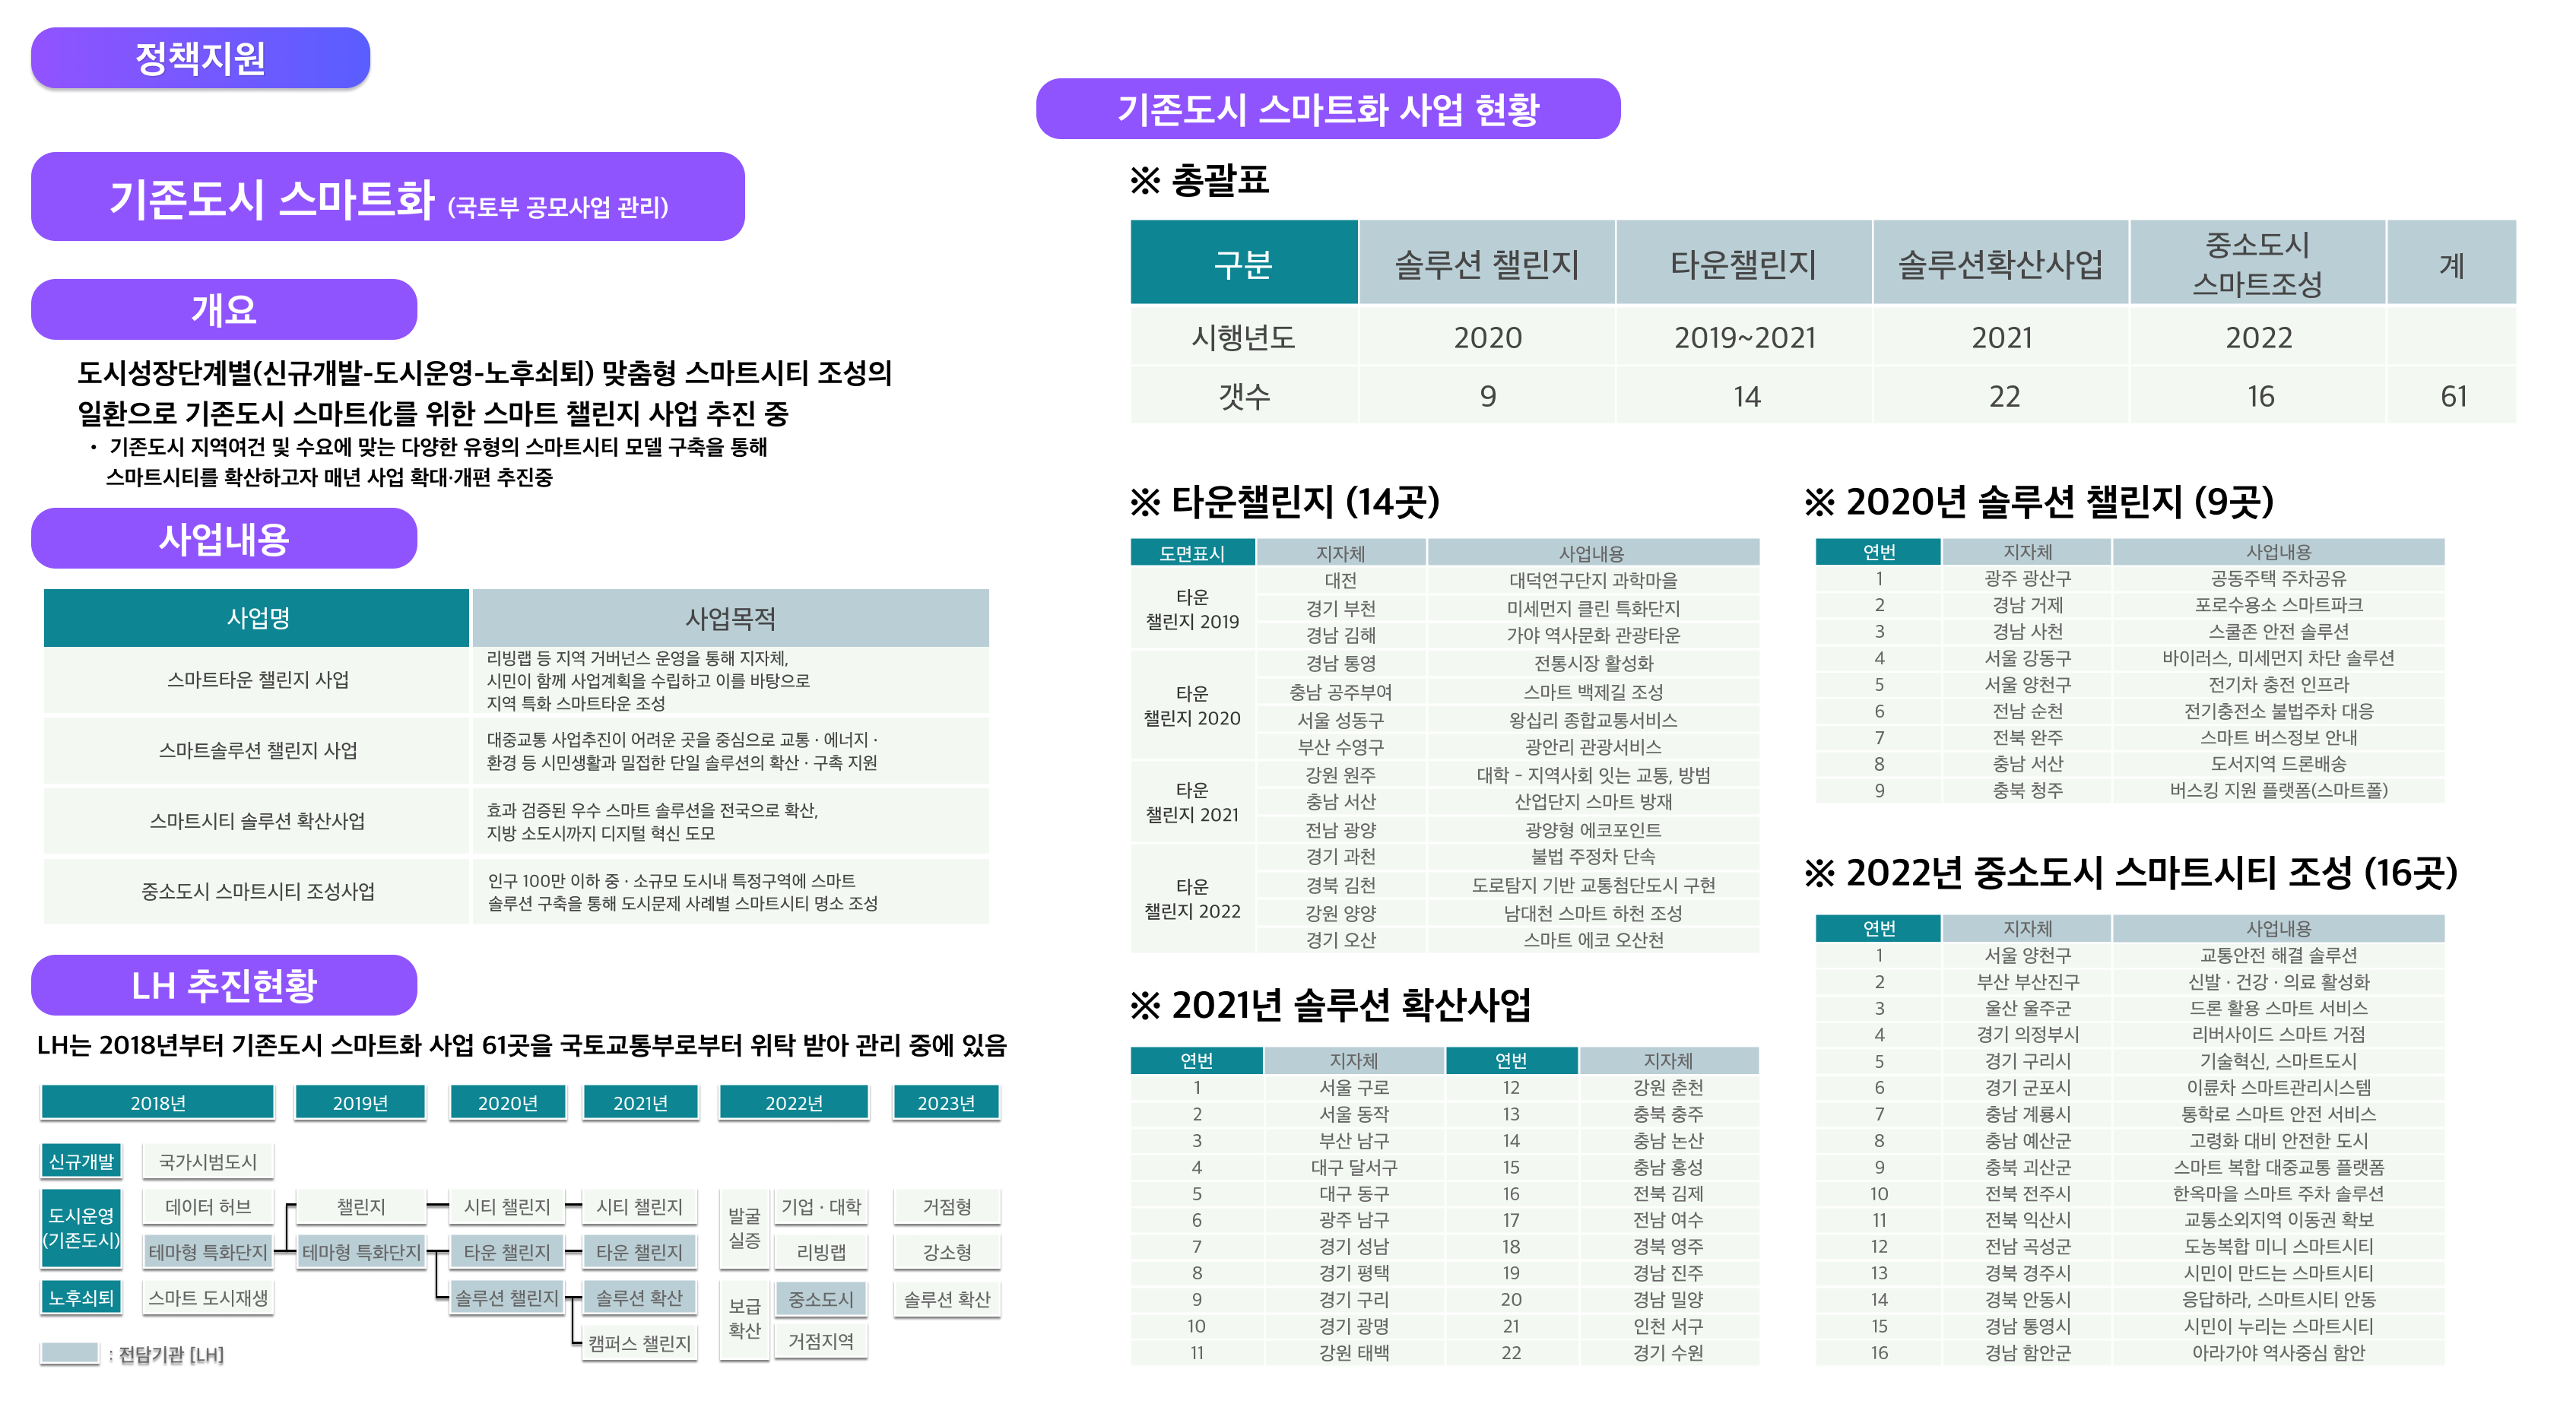 정책지원
기존도시 스마트화 (국토부 공모사업 관리)
개요
도시성장단계별(신규개발-도시운영-노후쇠퇴) 맞춤형 스마트시티 조성의
일환으로 기존도시 스마트化를 위한 스마트 챌린지 사업 추진 중
• 기존도시 지역여건 및 수요에 맞는 다양한 유형의 스마트시티 모델 구축을 통해
스마트시티를 확산하고자 매년 사업 확대·개편 추진중
사업내용
사업명 사업목적
스마트타운 챌린지 사업
리빙랩 등 지역 거버넌스 운영을 통해 지자체,
시민이 함께 사업계획을 수립하고 이를 바탕으로
지역 특화 스마트타운 조성
스마트솔루션 챌린지 사업
대중교통 사업추진이 어려운 곳을 중심으로 교통 · 에너지 ·
환경 등 시민생활과 밀접한 단일 솔루션의 확산 · 구촉 지원
스마트시티 솔루션 확산사업
효과 검증된 우수 스마트 솔루션을 전국으로 확산,
지방 소도시까지 디지털 혁신 도모
중소도시 스마트시티 조성사업
인구 100만 이하 중 · 소규모 도시내 특정구역에 스마트
솔루션 구축을 통해 도시문제 사례별 스마트시티 명소 조성
LH 추진현황
LH는 2018년부터 기존도시 스마트화 사업 61곳을 국토교통부로부터 위탁 받아 관리 중에 있음
2018년 2019년 2020년 2021년 2022년 2023년
신규개발 국가시범도시
도시운영
(기존도시)
데이터 허브 챌린지 시티 챌린지 시티 챌린지
발굴
실증
기업 · 대학 거점형
테마형 특화단지 테마형 특화단지 타운 챌린지 타운 챌린지 리빙랩 강소형
노후쇠퇴 스마트 도시재생 솔루션 챌린지 솔루션 확산
보급
확산
중소도시 솔루션 확산
캠퍼스 챌린지 거점지역
: 전담기관 [LH]
기존도시 스마트화 사업 현황
※ 총괄표
구분 솔루션 챌린지 타운챌린지 솔루션확산사업
중소도시
스마트조성
계
시행년도 2020 2019~2021 2021 2022
갯수 9 14 22 16 61
※ 타운챌린지 (14곳)
도면표시 지자체 사업내용
타운
챌린지 2019
대전 대덕연구단지 과학마을
경기 부천 미세먼지 클린 특화단지
경남 김해 가야 역사문화 관광타운
타운
챌린지 2020
경남 통영 전통시장 활성화
충남 공주부여 스마트 백제길 조성
서울 성동구 왕십리 종합교통서비스
부산 수영구 광안리 관광서비스
타운
챌린지 2021
강원 원주 대학 - 지역사회 잇는 교통, 방범
충남 서산 산업단지 스마트 방재
전남 광양 광양형 에코포인트
타운
챌린지 2022
경기 과천 불법 주정차 단속
경북 김천 도로탐지 기반 교통첨단도시 구현
강원 양양 남대천 스마트 하천 조성
경기 오산 스마트 에코 오산천
※ 2021년 솔루션 확산사업
연번 지자체 연번 지자체
1 서울 구로 12 강원 춘천
2 서울 동작 13 충북 충주
3 부산 남구 14 충남 논산
4 대구 달서구 15 충남 홍성
5 대구 동구 16 전북 김제
6 광주 남구 17 전남 여수
7 경기 성남 18 경북 영주
8 경기 평택 19 경남 진주
9 경기 구리 20 경남 밀양
10 경기 광명 21 인천 서구
11 강원 태백 22 경기 수원
※ 2020년 솔루션 챌린지 (9곳)
연번 지자체 사업내용
1 광주 광산구 공동주택 주차공유
2 경남 거제 포로수용소 스마트파크
3 경남 사천 스쿨존 안전 솔루션
4 서울 강동구 바이러스, 미세먼지 차단 솔루션
5 서울 양천구 전기차 충전 인프라
6 전남 순천 전기충전소 불법주차 대응
7 전북 완주 스마트 버스정보 안내
8 충남 서산 도서지역 드론배송
9 충북 청주 버스킹 지원 플랫폼(스마트폴)
※ 2022년 중소도시 스마트시티 조성 (16곳)
연번 지자체 사업내용
1 서울 양천구 교통안전 해결 솔루션
2 부산 부산진구 신발 · 건강 · 의료 활성화
3 울산 울주군 드론 활용 스마트 서비스
4 경기 의정부시 리버사이드 스마트 거점
5 경기 구리시 기술혁신, 스마트도시
6 경기 군포시 이륜차 스마트관리시스템
7 충남 계룡시 통학로 스마트 안전 서비스
8 충남 예산군 고령화 대비 안전한 도시
9 충북 괴산군 스마트 복합 대중교통 플랫폼
10 전북 전주시 한옥마을 스마트 주차 솔루션
11 전북 익산시 교통소외지역 이동권 확보
12 전남 곡성군 도농복합 미니 스마트시티
13 경북 경주시 시민이 만드는 스마트시티
14 경북 안동시 응답하라, 스마트시티 안동
15 경남 통영시 시민이 누리는 스마트시티
16 경남 함안군 아라가야 역사중심 함안